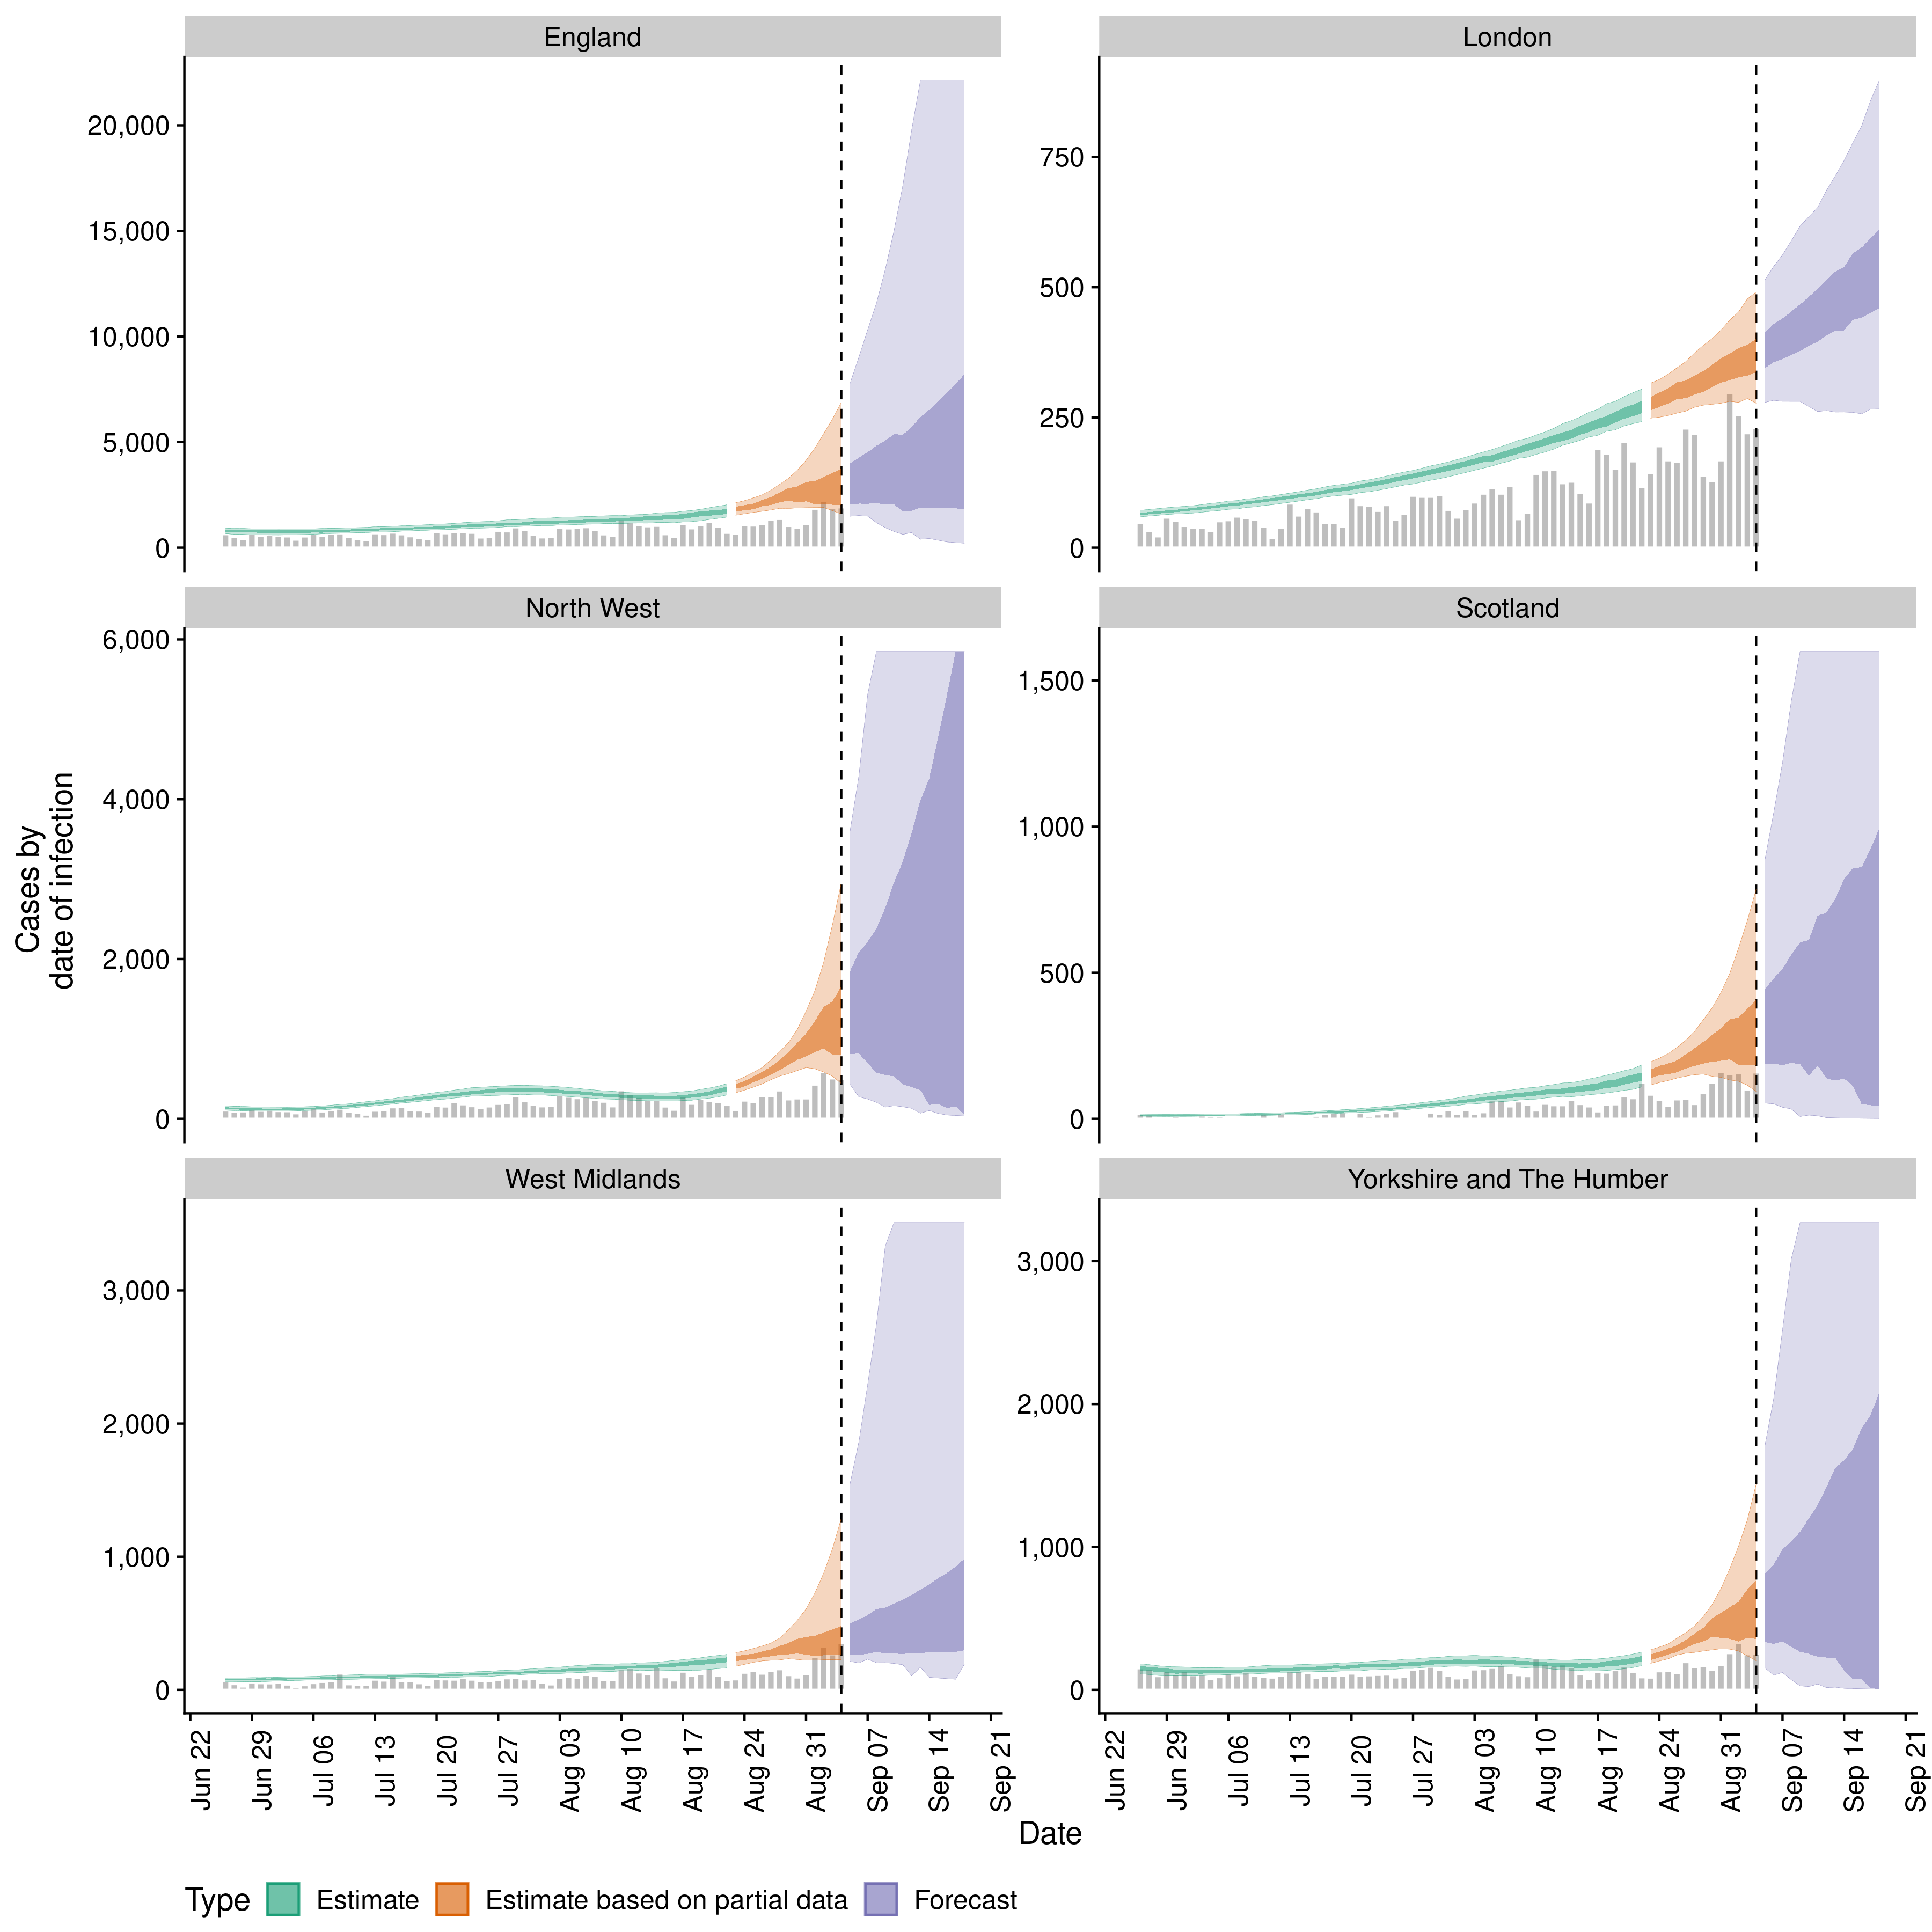 England
London
20,000
15,000
10,000
5,000
0
750
500
250
0
North West
Scotland
6,000
4,000
2,000
0
1,500
1,000
500
0
West Midlands
Yorkshire and The Humber
3,000
2,000
1,000
0
3,000
2,000
1,000
0
Cases by
date of infection
Jun 22
Jun 29
Jul 06
Jul 13
Jul 20
Jul 27
Aug 03
Aug 10
Aug 17
Aug 24
Aug 31
Sep 07
Sep 14
Sep 21
Jun 22
Jun 29
Jul 06
Jul 13
Jul 20
Jul 27
Aug 03
Aug 10
Aug 17
Aug 24
Aug 31
Sep 07
Sep 14
Sep 21
Date
Type Estimate Estimate based on partial data Forecast